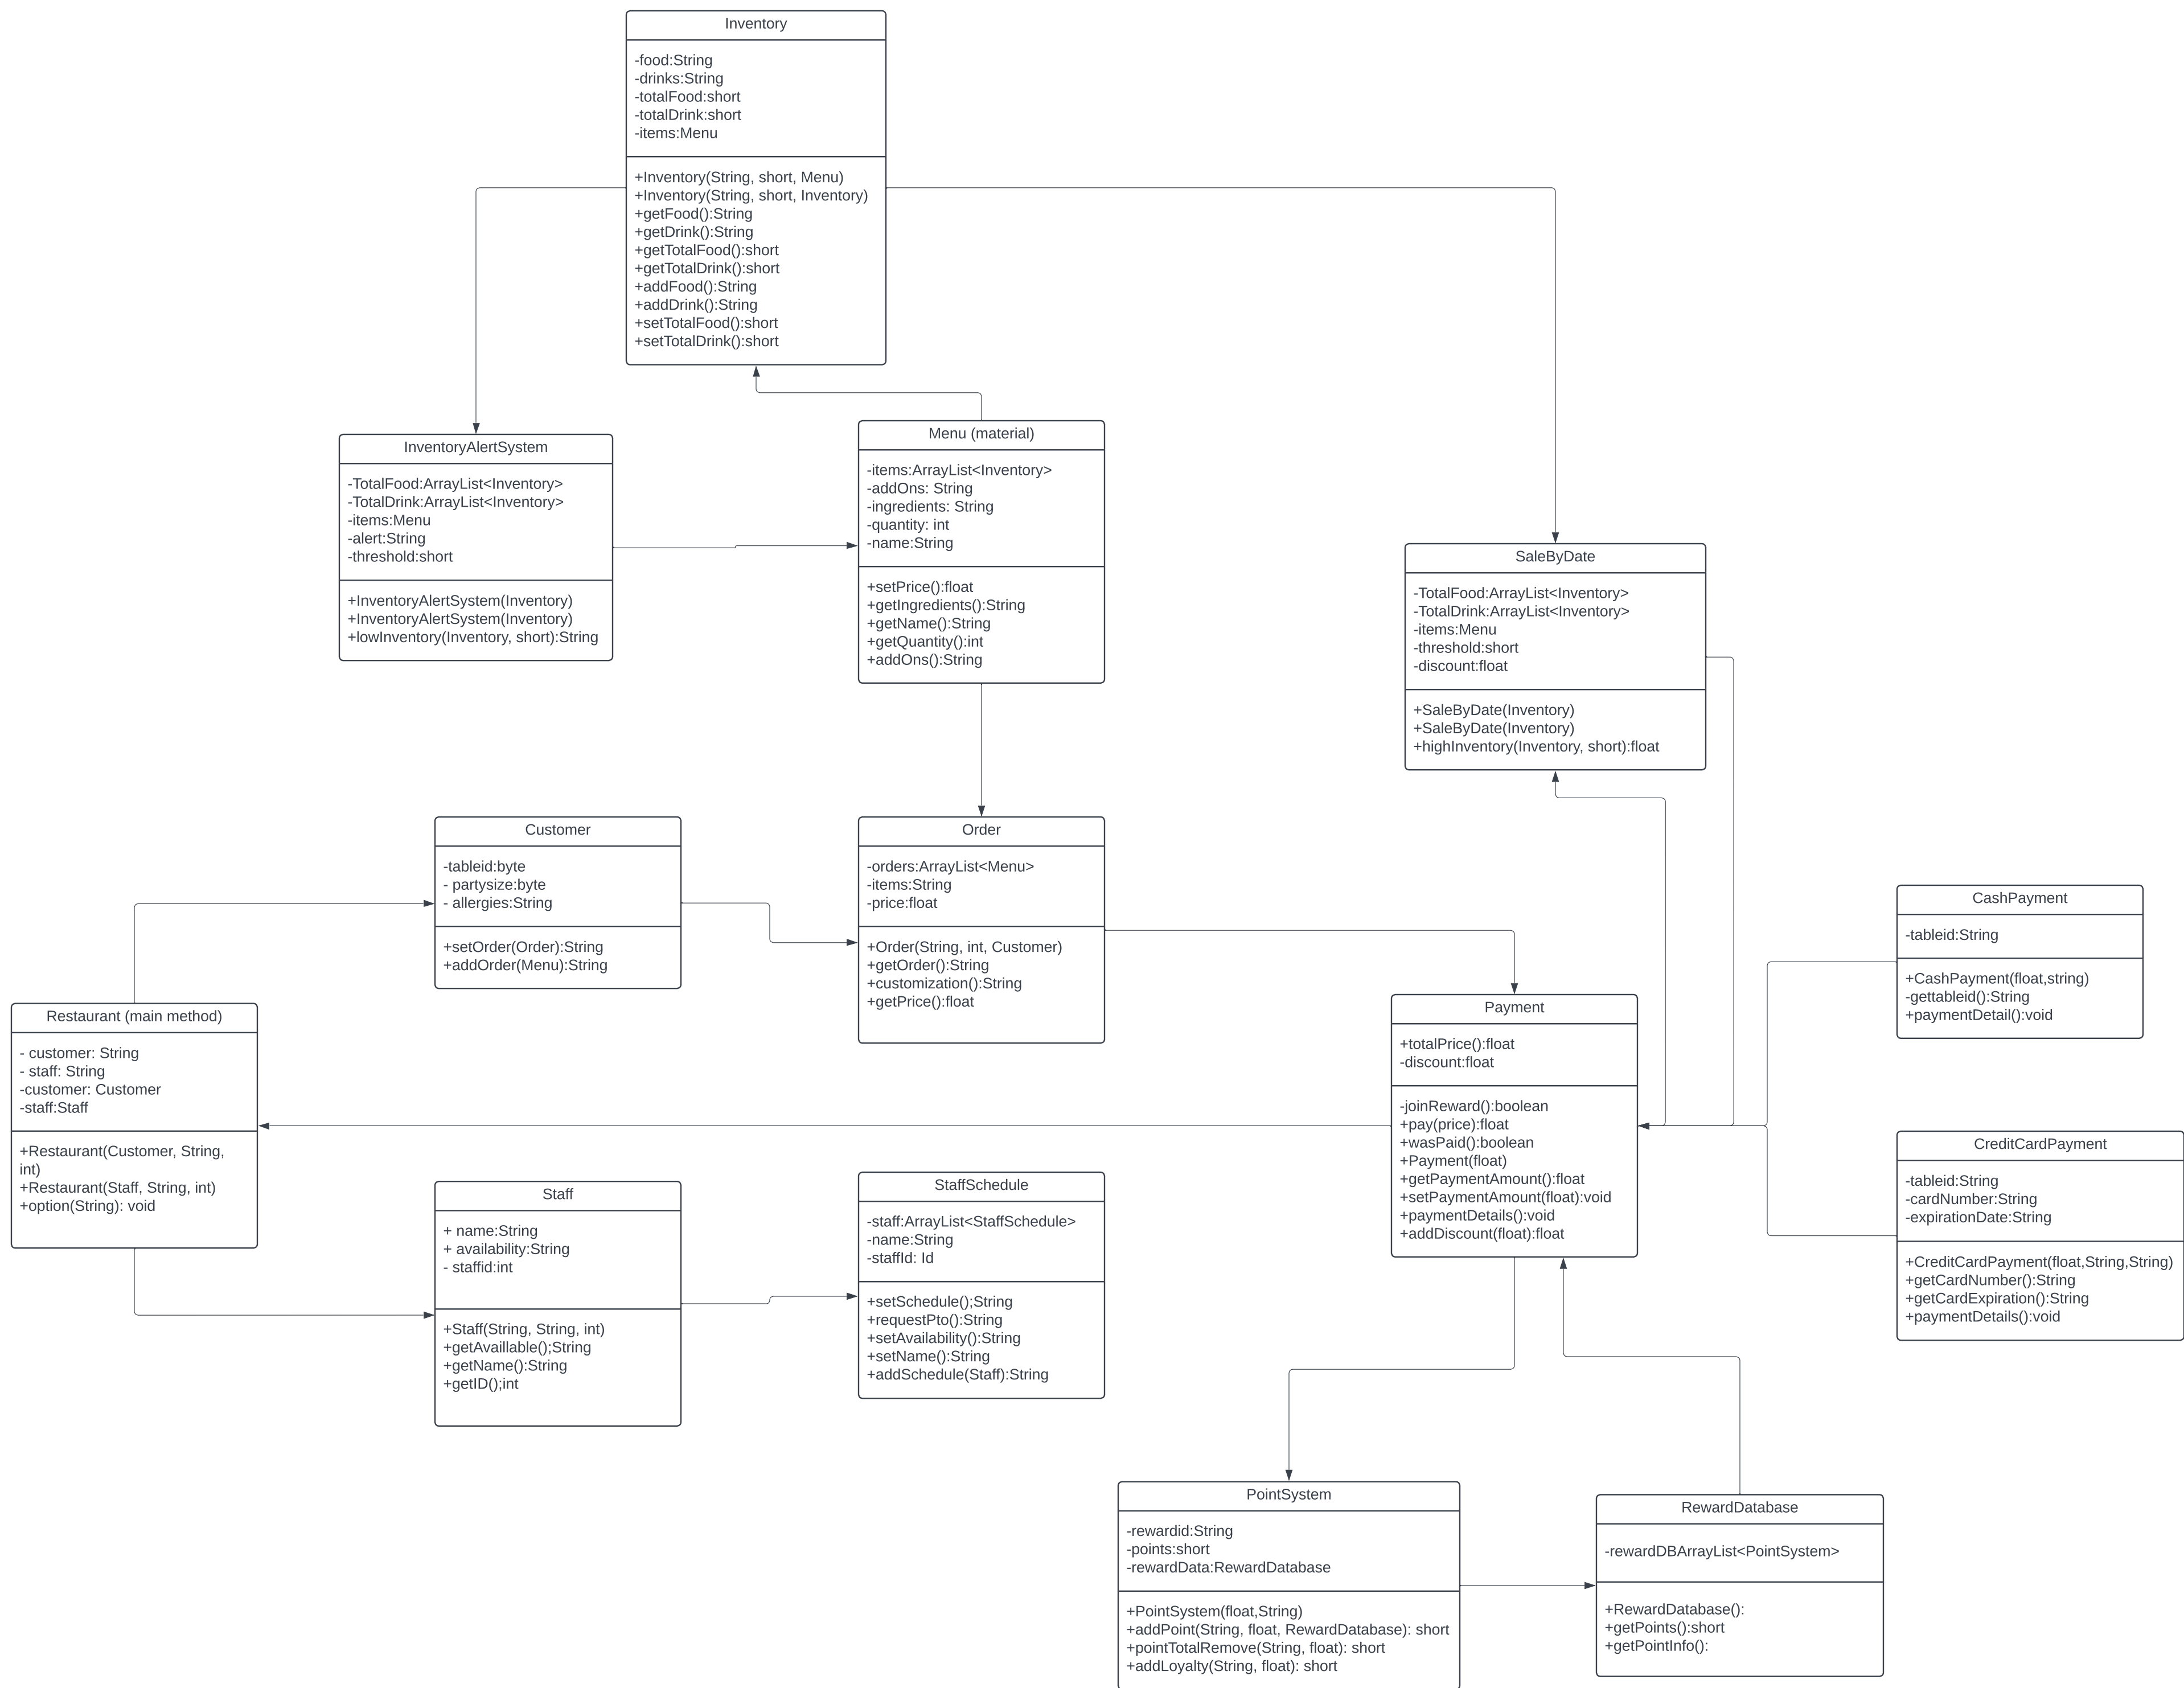 Inventory
-food:String
-drinks:String
-totalFood:short
-totalDrink:short
-items:Menu
+Inventory(String, short, Menu)
+Inventory(String, short, Inventory)
+getFood():String
+getDrink():String
+getTotalFood():short
+getTotalDrink():short
+addFood():String
+addDrink():String
+setTotalFood():short
+setTotalDrink():short
InventoryAlertSystem
-TotalFood:ArrayList<Inventory>
-TotalDrink:ArrayList<Inventory>
-items:Menu
-alert:String
-threshold:short
+InventoryAlertSystem(Inventory)
+InventoryAlertSystem(Inventory)
+lowInventory(Inventory, short):String
Menu (material)
-items:ArrayList<Inventory>
-addOns: String
-ingredients: String
-quantity: int
-name:String
+setPrice():float
+getIngredients():String
+getName():String
+getQuantity():int
+addOns():String
SaleByDate
-TotalFood:ArrayList<Inventory>
-TotalDrink:ArrayList<Inventory>
-items:Menu
-threshold:short
-discount:float
+SaleByDate(Inventory)
+SaleByDate(Inventory)
+highInventory(Inventory, short):float
Customer
-tableid:byte
- partysize:byte
- allergies:String
+setOrder(Order):String
+addOrder(Menu):String
Order
-orders:ArrayList<Menu>
-items:String
-price:float
+Order(String, int, Customer)
+getOrder():String
+customization():String
+getPrice():float
CashPayment
-tableid:String
+CashPayment(float,string)
-gettableid():String
+paymentDetail():void
Restaurant (main method)
- customer: String
- staff: String
-customer: Customer
-staff:Staff
+Restaurant(Customer, String,
int)
+Restaurant(Staff, String, int)
+option(String): void
Payment
+totalPrice():float
-discount:float
-joinReward():boolean
+pay(price):float
+wasPaid():boolean
+Payment(float)
+getPaymentAmount():float
+setPaymentAmount(float):void
+paymentDetails():void
+addDiscount(float):float
CreditCardPayment
-tableid:String
-cardNumber:String
-expirationDate:String
+CreditCardPayment(float,String,String)
+getCardNumber():String
+getCardExpiration():String
+paymentDetails():void
Staff
+ name:String
+ availability:String
- staffid:int
+Staff(String, String, int)
+getAvaillable();String
+getName():String
+getID();int
StaffSchedule
-staff:ArrayList<StaffSchedule>
-name:String
-staffId: Id
+setSchedule();String
+requestPto():String
+setAvailability():String
+setName():String
+addSchedule(Staff):String
PointSystem
-rewardid:String
-points:short
-rewardData:RewardDatabase
+PointSystem(float,String)
+addPoint(String, float, RewardDatabase): short
+pointTotalRemove(String, float): short
+addLoyalty(String, float): short
RewardDatabase
-rewardDBArrayList<PointSystem>
+RewardDatabase():
+getPoints():short
+getPointInfo():